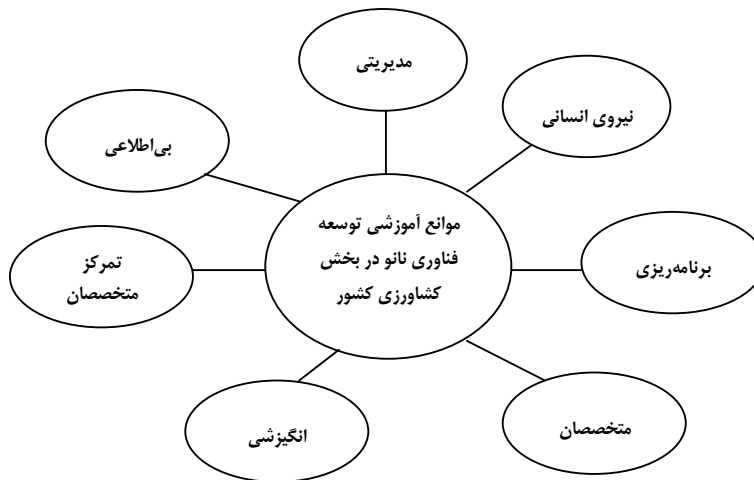 مدیریتی
نیروی انسانی
بی‌اطلاعی
موانع آموزشی توسعه
فناوری نانو در بخش
کشاورزی کشور
برنامه‌ریزی
تمرکز
متخصصان
متخصصان
انگیزشی